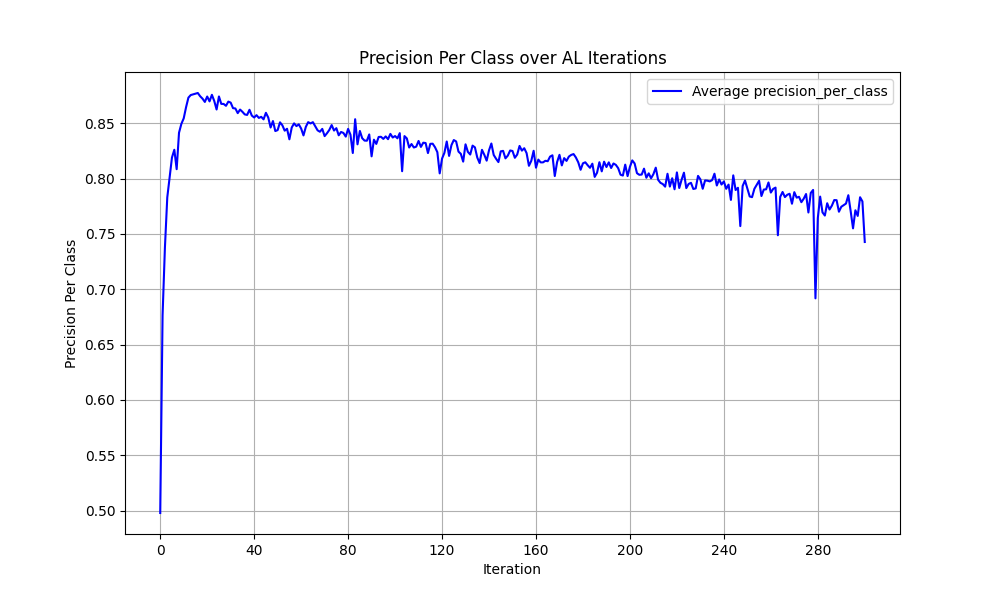 Precision Per Class over AL Iterations
Average precision_per_class
Precision Per Class
0.85
0.80
0.75
0.70
0.65
0.60
0.55
0.50
0 40 80 120 160 200 240 280
Iteration